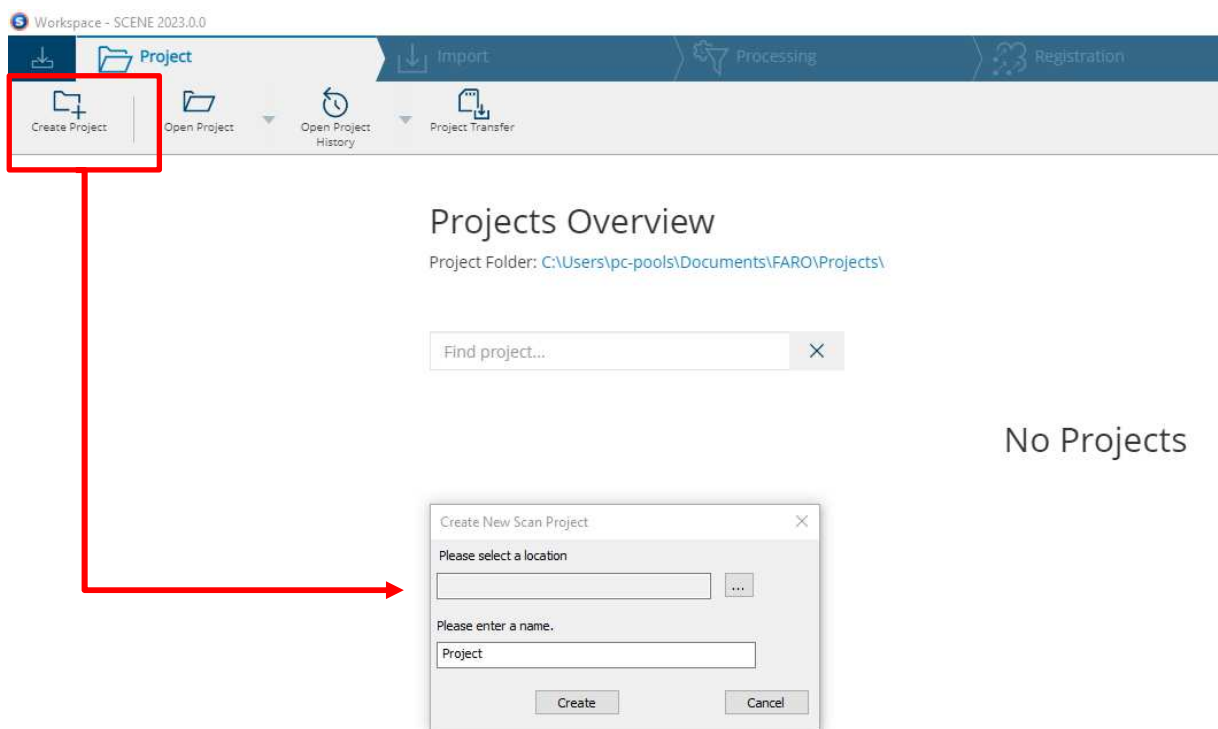 Workspace - SCENE 2023.0.0
Project
Import
Processing
Registration
Create Project
Open Project
Open Project
History
Project Transfer
Projects Overview
Project Folder: C:\Users\pc-pools\Documents\FARO\Projects\
Find project...
No Projects
Create New Scan Project
Please select a location
...
Please enter a name.
Project
Create
Cancel